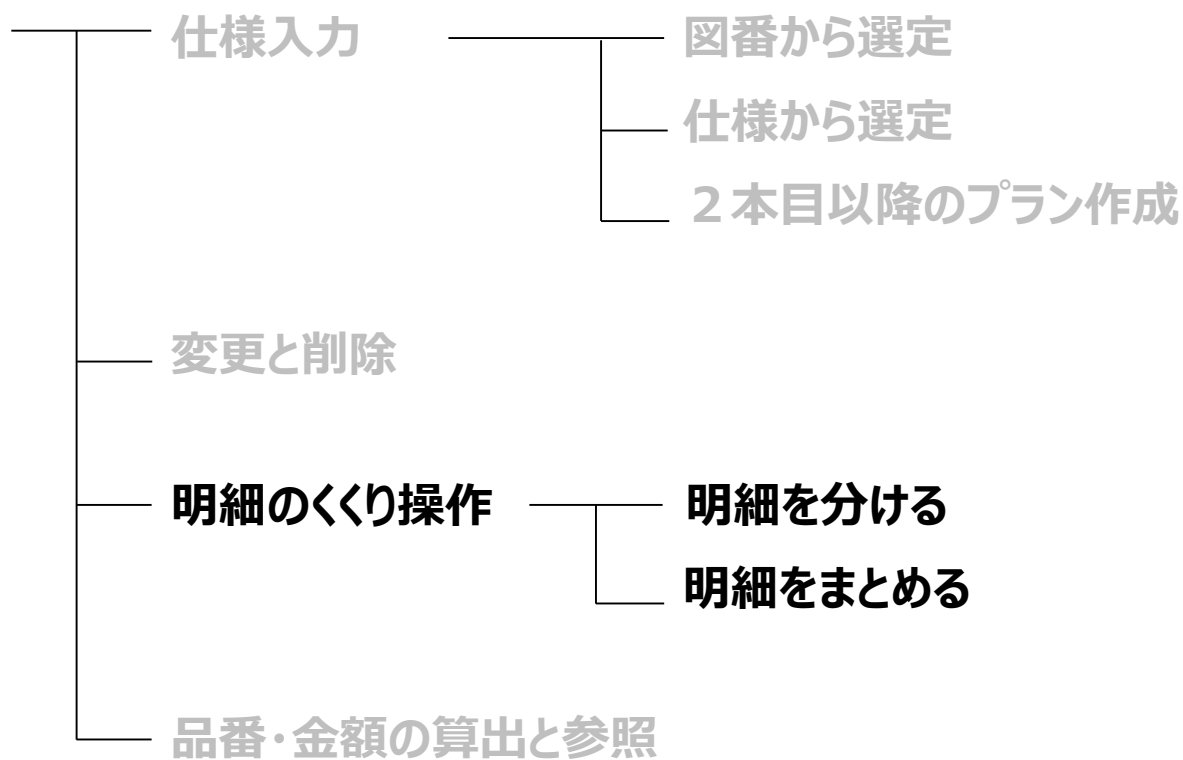 仕様入力
図番から選定
仕様から選定
２本目以降のプラン作成
変更と削除
明細のくくり操作
明細を分ける
明細をまとめる
品番・金額の算出と参照